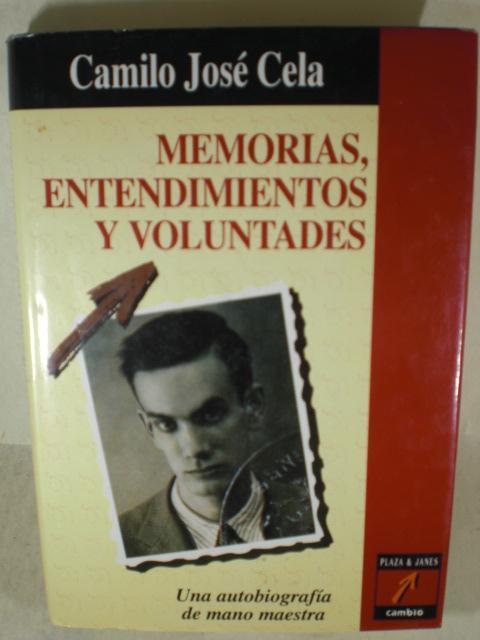 Camilo José Cela
MEMORIAS,
ENTENDIMIENTOS
Y VOLUNTADES
Una autobiografía
de mano maestra
PLAZA & JANES
cambio